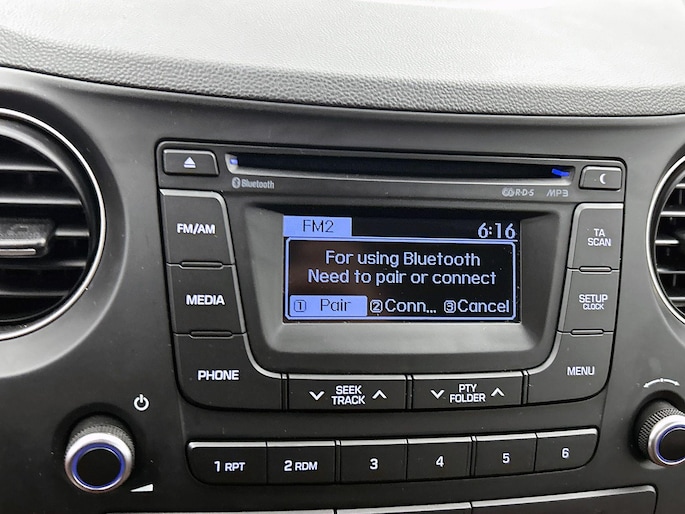 Bluetooth
R·D·S
MP3
FM/AM
MEDIA
PHONE
FM2
6:16
For using Bluetooth
Need to pair or connect
1 Pair
2 Conn...
3 Cancel
TA
SCAN
SETUP
CLOCK
MENU
SEEK
TRACK
PTY
FOLDER
1 RPT
2 RDM
3
4
5
6